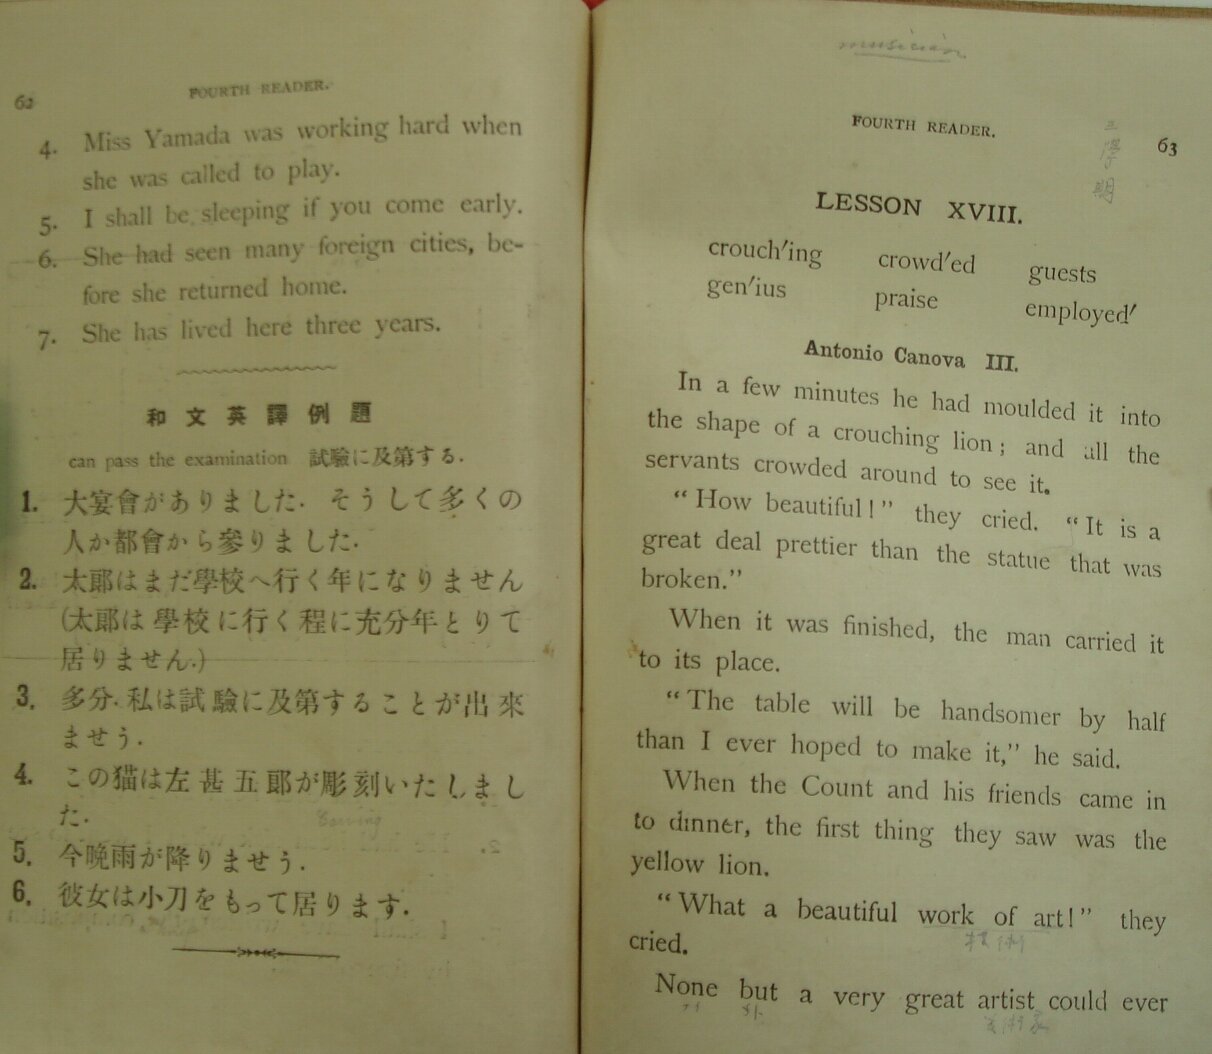 62
FOURTH READER.
4. Miss Yamada was working hard when
she was called to play.
5. I shall be sleeping if you come early.
6. She had seen many foreign cities, be-
fore she returned home.
7. She has lived here three years.
和文英譯例題
can pass the examination 試驗に及第する.
1. 大宴會がありました. そうして多くの
人か都會から參りました.
2. 太郞はまだ學校へ行く年になりません
(太郞は學校に行く程に充分年とりて
居りません.)
3. 多分.私は試驗に及第することが出來
ませう.
4. この猫は左甚五郞が彫刻いたしまし
た.
Carving
5. 今晩雨が降りませう.
6. 彼女は小刀をもって居ります.
musician
FOURTH READER.
63
LESSON XVIII.
crouch′ing crowd′ed guests
gen′ius praise employed′
Antonio Canova III.
In a few minutes he had moulded it into
the shape of a crouching lion; and all the
servants crowded around to see it.
"How beautiful!" they cried. "It is a
great deal prettier than the statue that was
broken."
When it was finished, the man carried it
to its place.
"The table will be handsomer by half
than I ever hoped to make it," he said.
When the Count and his friends came in
to dinner, the first thing they saw was the
yellow lion.
"What a beautiful work of art!" they
cried.
None but a very great artist could ever
美術家